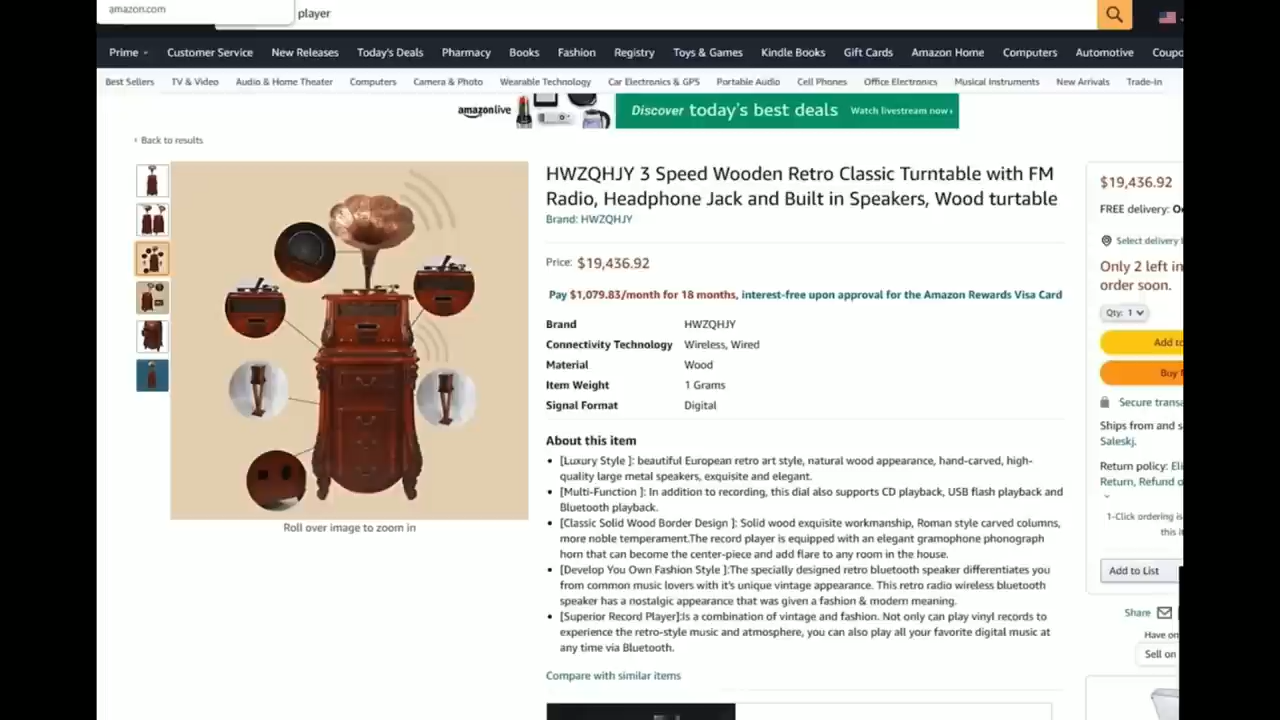 amazon.com
player
Prime
Customer Service
New Releases
Today's Deals
Pharmacy
Books
Fashion
Registry
Toys & Games
Kindle Books
Gift Cards
Amazon Home
Computers
Automotive
Coupo
Best Sellers
TV & Video
Audio & Home Theater
Computers
Camera & Photo
Wearable Technology
Car Electronics & GPS
Portable Audio
Cell Phones
Office Electronics
Musical Instruments
New Arrivals
Trade-In
amazonlive
Discover today's best deals
Watch livestream now ›
‹ Back to results
HWZQHJY 3 Speed Wooden Retro Classic Turntable with FM
Radio, Headphone Jack and Built in Speakers, Wood turtable
Brand: HWZQHJY
Price: $19,436.92
Pay $1,079.83/month for 18 months, interest-free upon approval for the Amazon Rewards Visa Card
Brand HWZQHJY
Connectivity Technology Wireless, Wired
Material Wood
Item Weight 1 Grams
Signal Format Digital
About this item
• [Luxury Style ]: beautiful European retro art style, natural wood appearance, hand-carved, high-
quality large metal speakers, exquisite and elegant.
• [Multi-Function ]: In addition to recording, this dial also supports CD playback, USB flash playback and
Bluetooth playback.
• [Classic Solid Wood Border Design ]: Solid wood exquisite workmanship, Roman style carved columns,
more noble temperament.The record player is equipped with an elegant gramophone phonograph
horn that can become the center-piece and add flare to any room in the house.
• [Develop You Own Fashion Style ]:The specially designed retro bluetooth speaker differentiates you
from common music lovers with it's unique vintage appearance. This retro radio wireless bluetooth
speaker has a nostalgic appearance that was given a fashion & modern meaning.
• [Superior Record Player]:Is a combination of vintage and fashion. Not only can play vinyl records to
experience the retro-style music and atmosphere, you can also play all your favorite digital music at
any time via Bluetooth.
Compare with similar items
Roll over image to zoom in
$19,436.92
FREE delivery: O
Select delivery l
Only 2 left in
order soon.
Qty: 1
Add to
Buy
Secure transa
Ships from and s
Saleskj.
Return policy: Eli
Return, Refund o
1-Click ordering is
this it
Add to List
Share
Have on
Sell on